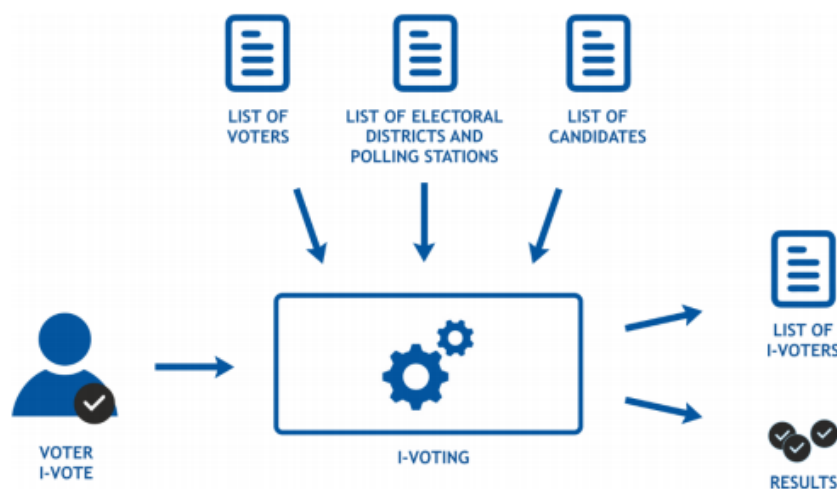 LIST OF
VOTERS
LIST OF ELECTORAL
DISTRICTS AND
POLLING STATIONS
LIST OF
CANDIDATES
LIST OF
I-VOTERS
VOTER
I-VOTE
I-VOTING
RESULTS